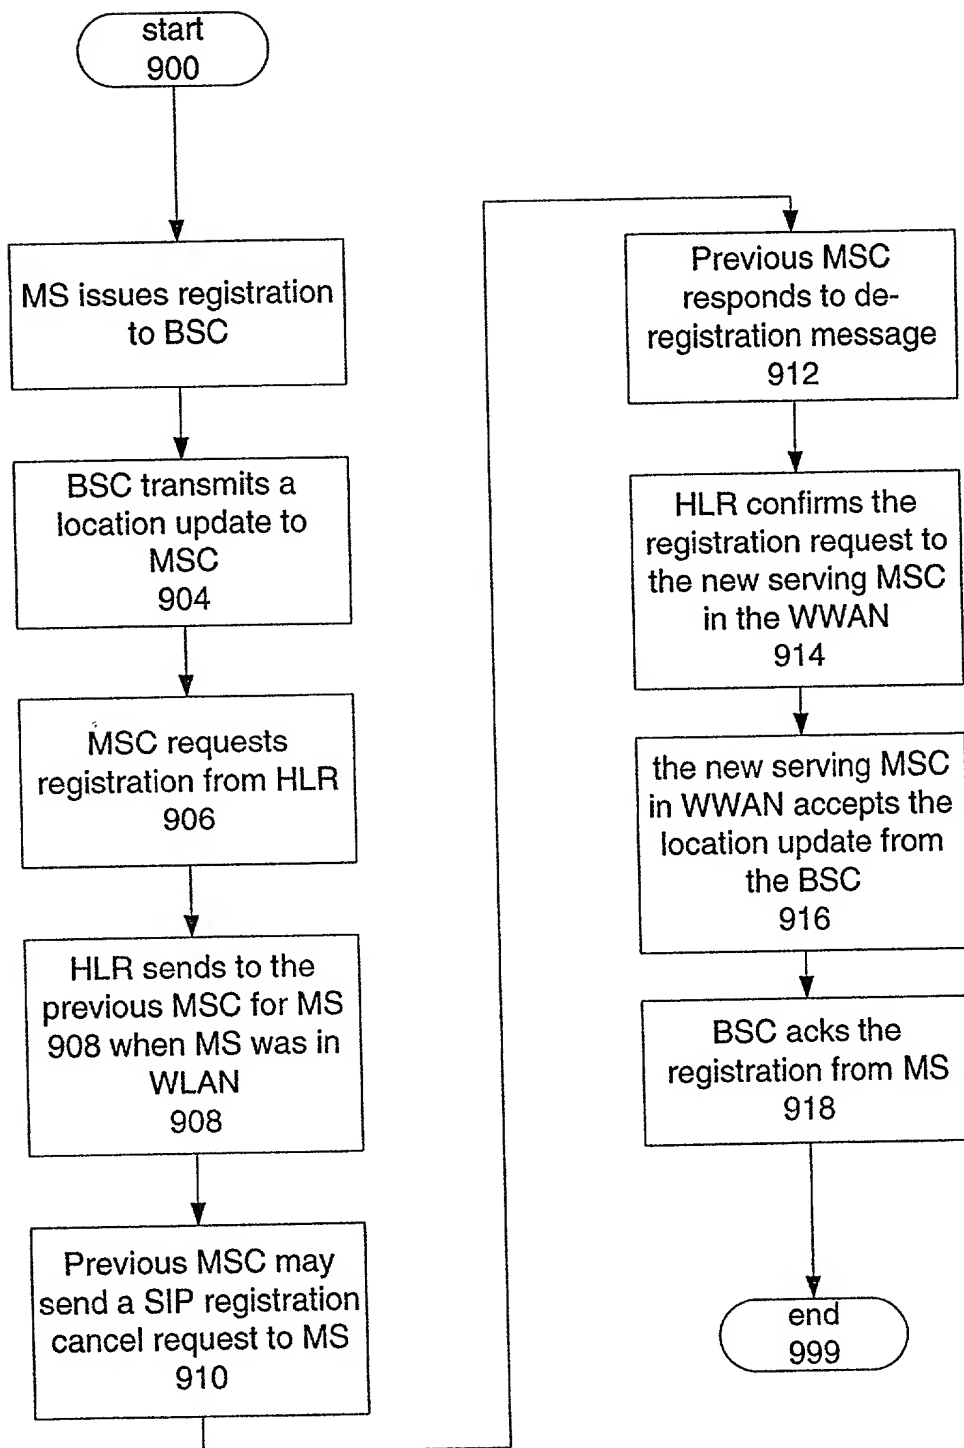 start
900
MS issues registration
to BSC
BSC transmits a
location update to
MSC
904
MSC requests
registration from HLR
906
HLR sends to the
previous MSC for MS
908 when MS was in
WLAN
908
Previous MSC may
send a SIP registration
cancel request to MS
910
Previous MSC
responds to de-
registration message
912
HLR confirms the
registration request to
the new serving MSC
in the WWAN
914
the new serving MSC
in WWAN accepts the
location update from
the BSC
916
BSC acks the
registration from MS
918
end
999